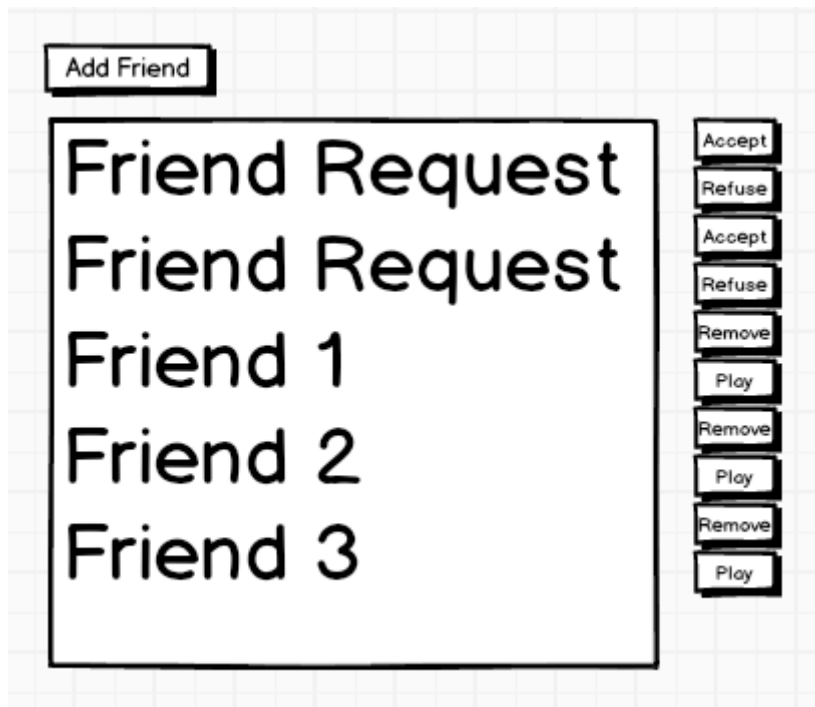 Add Friend
Friend Request
Accept
Refuse
Friend Request
Accept
Refuse
Friend 1
Remove
Play
Friend 2
Remove
Play
Friend 3
Remove
Play